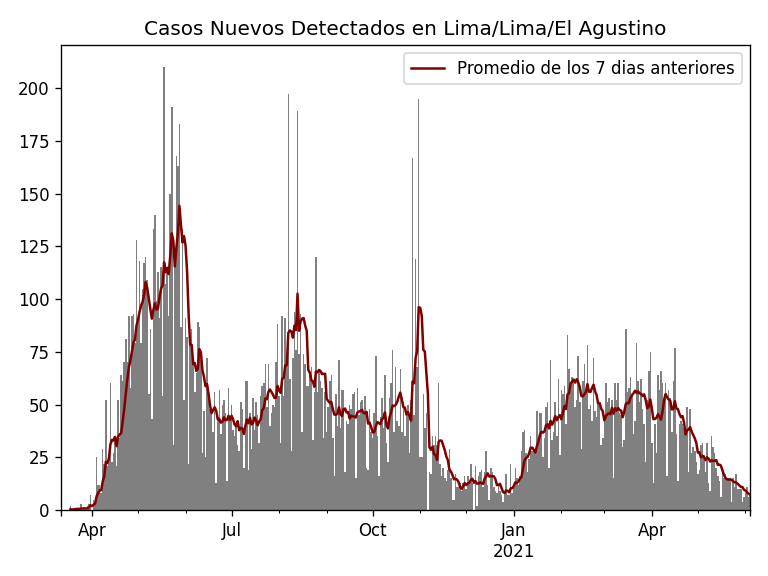 Casos Nuevos Detectados en Lima/Lima/El Agustino
Promedio de los 7 dias anteriores
200
175
150
125
100
75
50
25
0
Apr
Jul
Oct
Jan
2021
Apr